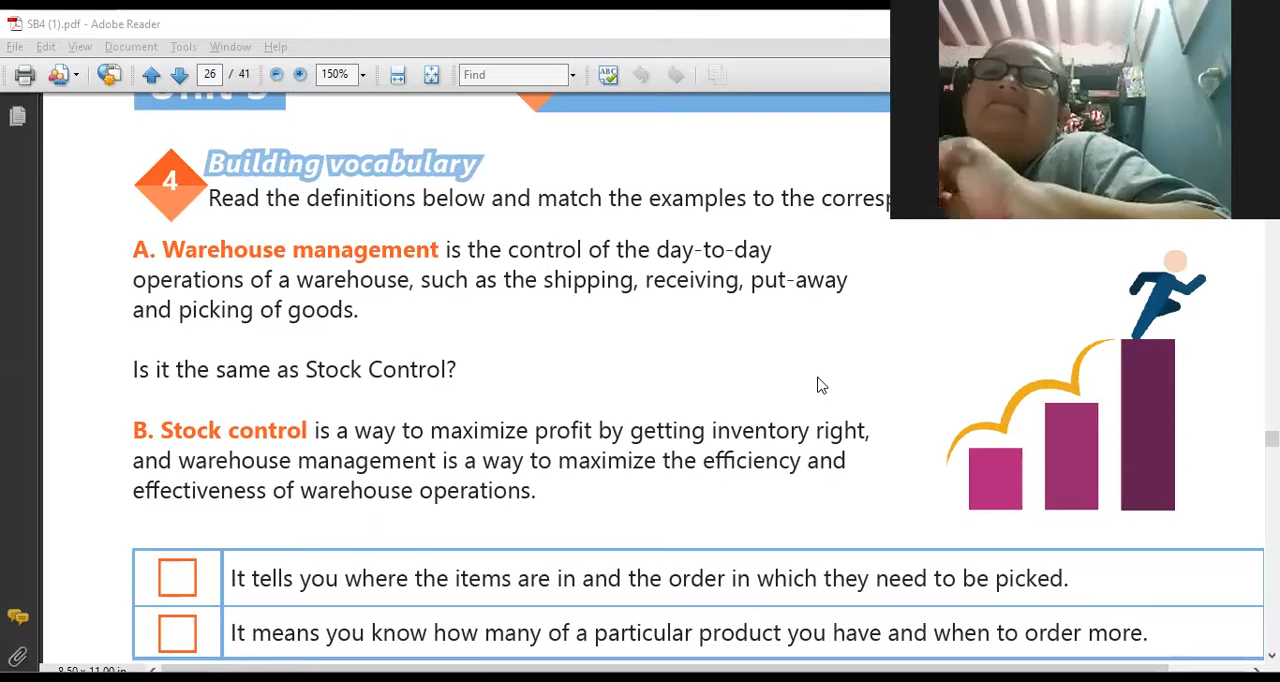 SB4 (1).pdf - Adobe Reader
File Edit View Document Tools Window Help
26 / 41 150% Find
4 Building vocabulary
Read the definitions below and match the examples to the corresp
A. Warehouse management is the control of the day-to-day
operations of a warehouse, such as the shipping, receiving, put-away
and picking of goods.
Is it the same as Stock Control?
B. Stock control is a way to maximize profit by getting inventory right,
and warehouse management is a way to maximize the efficiency and
effectiveness of warehouse operations.
It tells you where the items are in and the order in which they need to be picked.
It means you know how many of a particular product you have and when to order more.
8.50 x 11.00 in